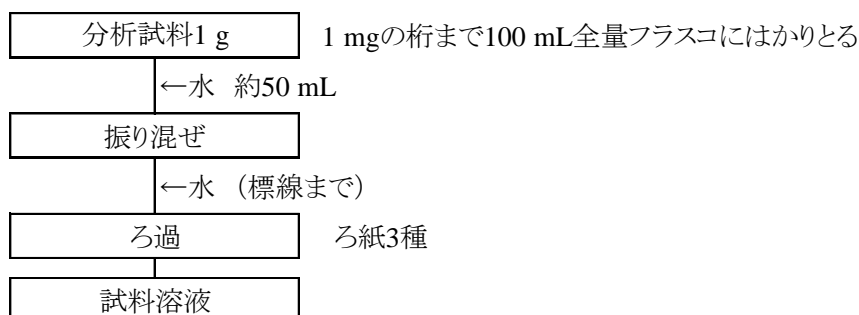 分析試料1 g 1 mgの桁まで100 mL全量フラスコにはかりとる
←水 約50 mL
振り混ぜ
←水 (標線まで)
ろ過 ろ紙3種
試料溶液